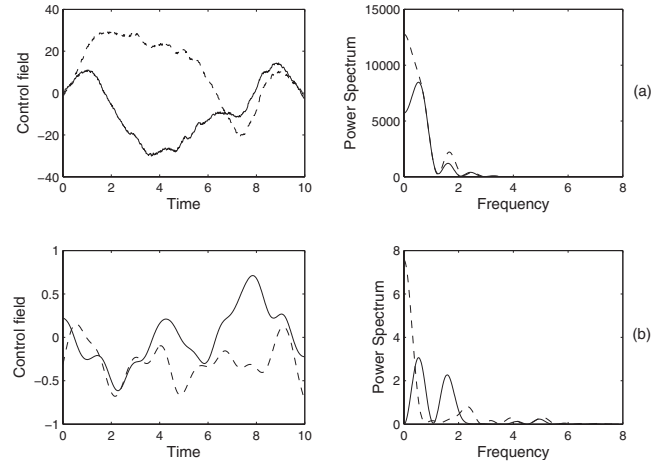 40
20
0
−20
−40
Control field
0 2 4 6 8 10
Time
15000
10000
5000
0
Power Spectrum
0 2 4 6 8
Frequency
(a)
1
0.5
0
−0.5
−1
Control field
0 2 4 6 8 10
Time
8
6
4
2
0
Power Spectrum
0 2 4 6 8
Frequency
(b)